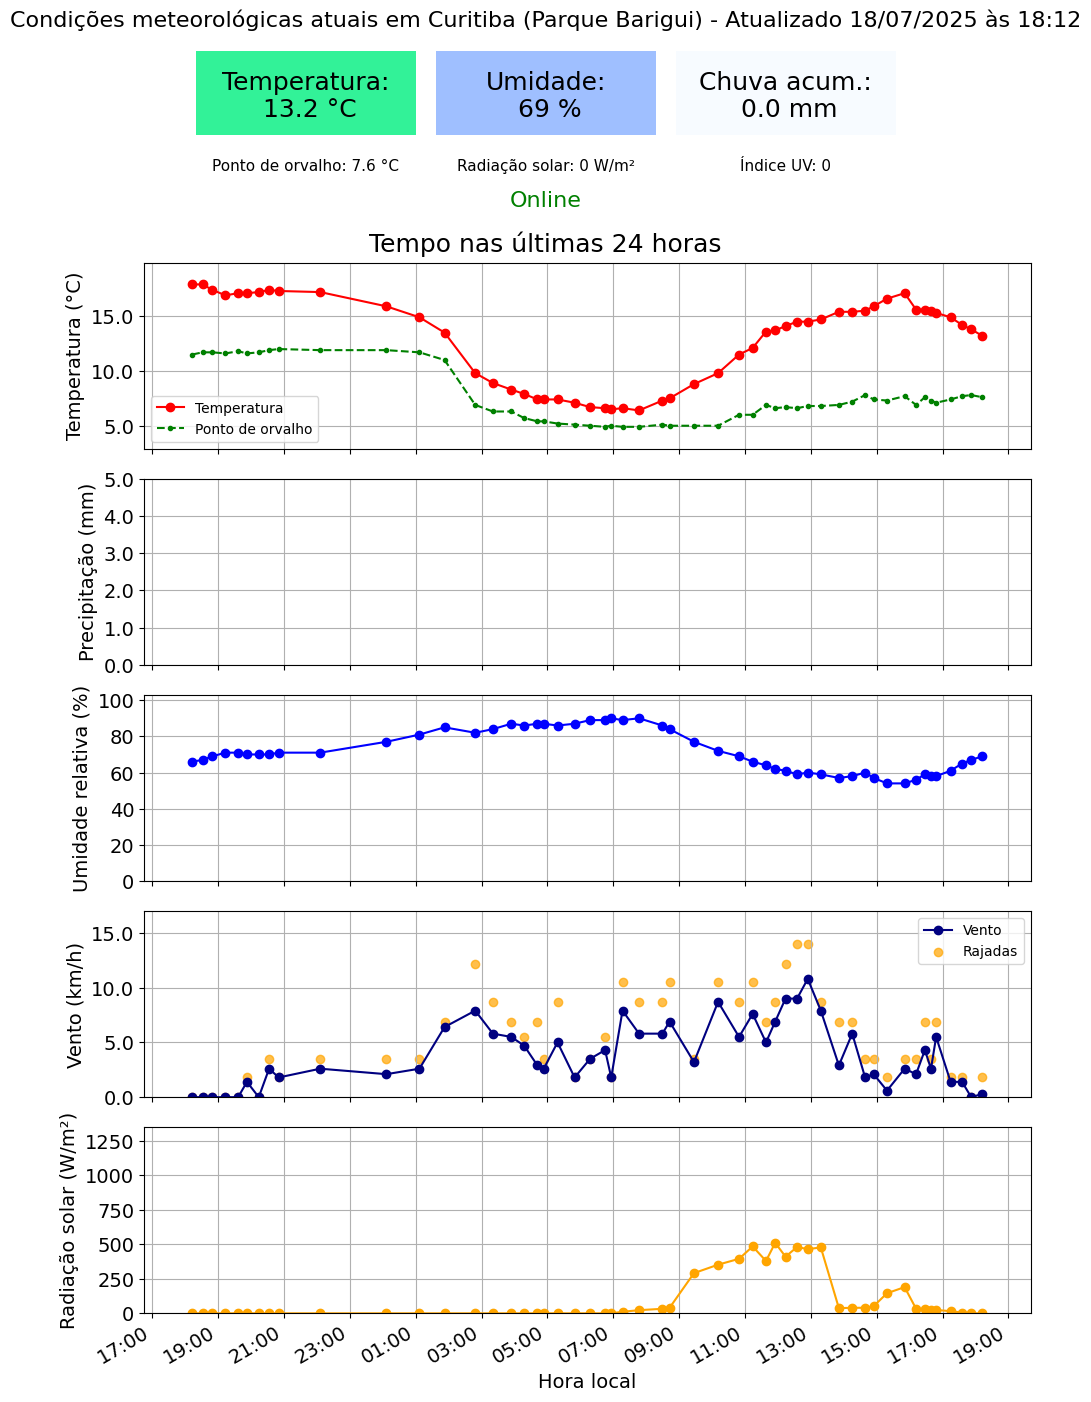 Condições meteorológicas atuais em Curitiba (Parque Barigui) - Atualizado 18/07/2025 às 18:12
Temperatura:
13.2 °C
Umidade:
69 %
Chuva acum.:
0.0 mm
Ponto de orvalho: 7.6 °C
Radiação solar: 0 W/m²
Índice UV: 0
Online
Tempo nas últimas 24 horas
Temperatura (°C)
15.0
10.0
5.0
Temperatura
Ponto de orvalho
Precipitação (mm)
5.0
4.0
3.0
2.0
1.0
0.0
Umidade relativa (%)
100
80
60
40
20
0
Vento (km/h)
15.0
10.0
5.0
0.0
Vento
Rajadas
Radiação solar (W/m²)
1250
1000
750
500
250
0
17:00
19:00
21:00
23:00
01:00
03:00
05:00
07:00
09:00
11:00
13:00
15:00
17:00
19:00
Hora local